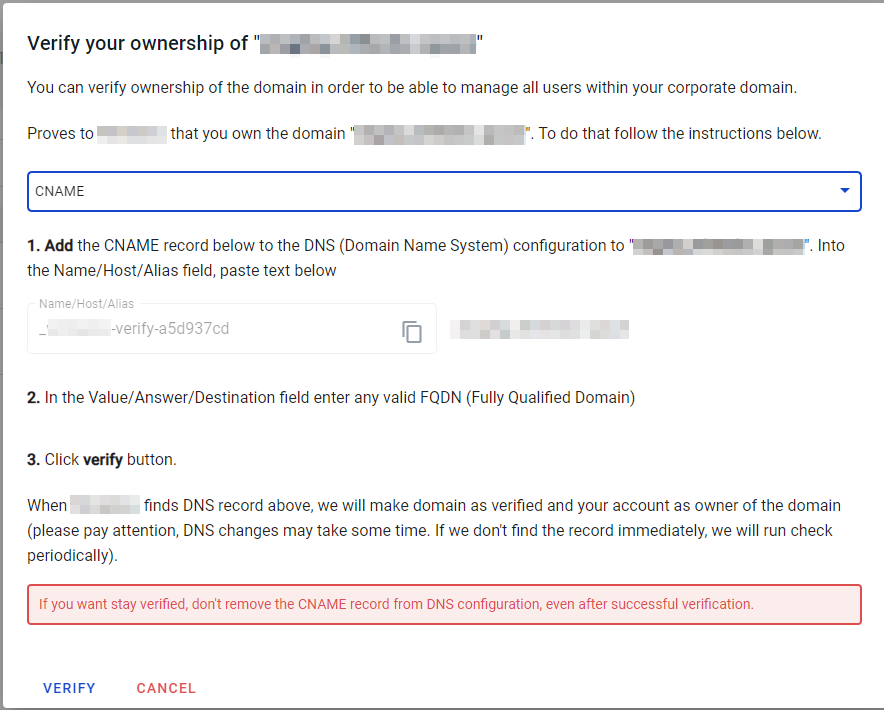 Verify your ownership of " "
You can verify ownership of the domain in order to be able to manage all users within your corporate domain.
Proves to that you own the domain " ". To do that follow the instructions below.
CNAME
1. Add the CNAME record below to the DNS (Domain Name System) configuration to " ". Into
the Name/Host/Alias field, paste text below
Name/Host/Alias
_ -verify-a5d937cd
2. In the Value/Answer/Destination field enter any valid FQDN (Fully Qualified Domain)
3. Click verify button.
When finds DNS record above, we will make domain as verified and your account as owner of the domain
(please pay attention, DNS changes may take some time. If we don't find the record immediately, we will run check
periodically).
If you want stay verified, don't remove the CNAME record from DNS configuration, even after successful verification.
VERIFY CANCEL